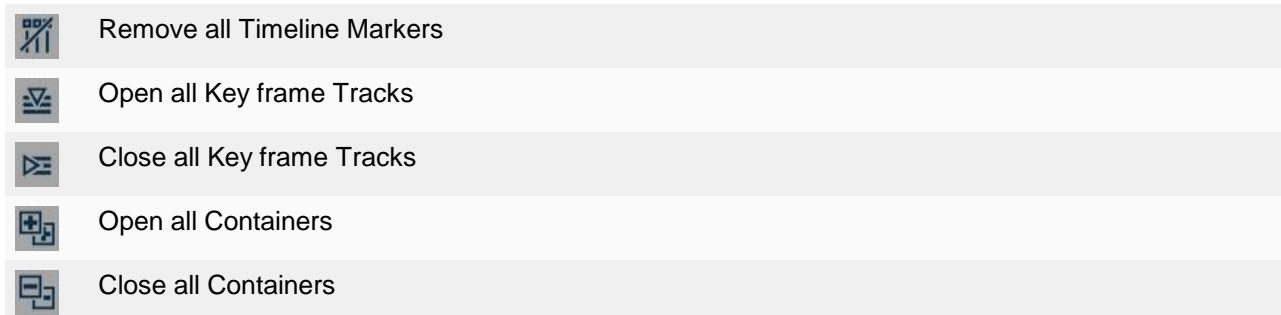 Remove all Timeline Markers
Open all Key frame Tracks
Close all Key frame Tracks
Open all Containers
Close all Containers